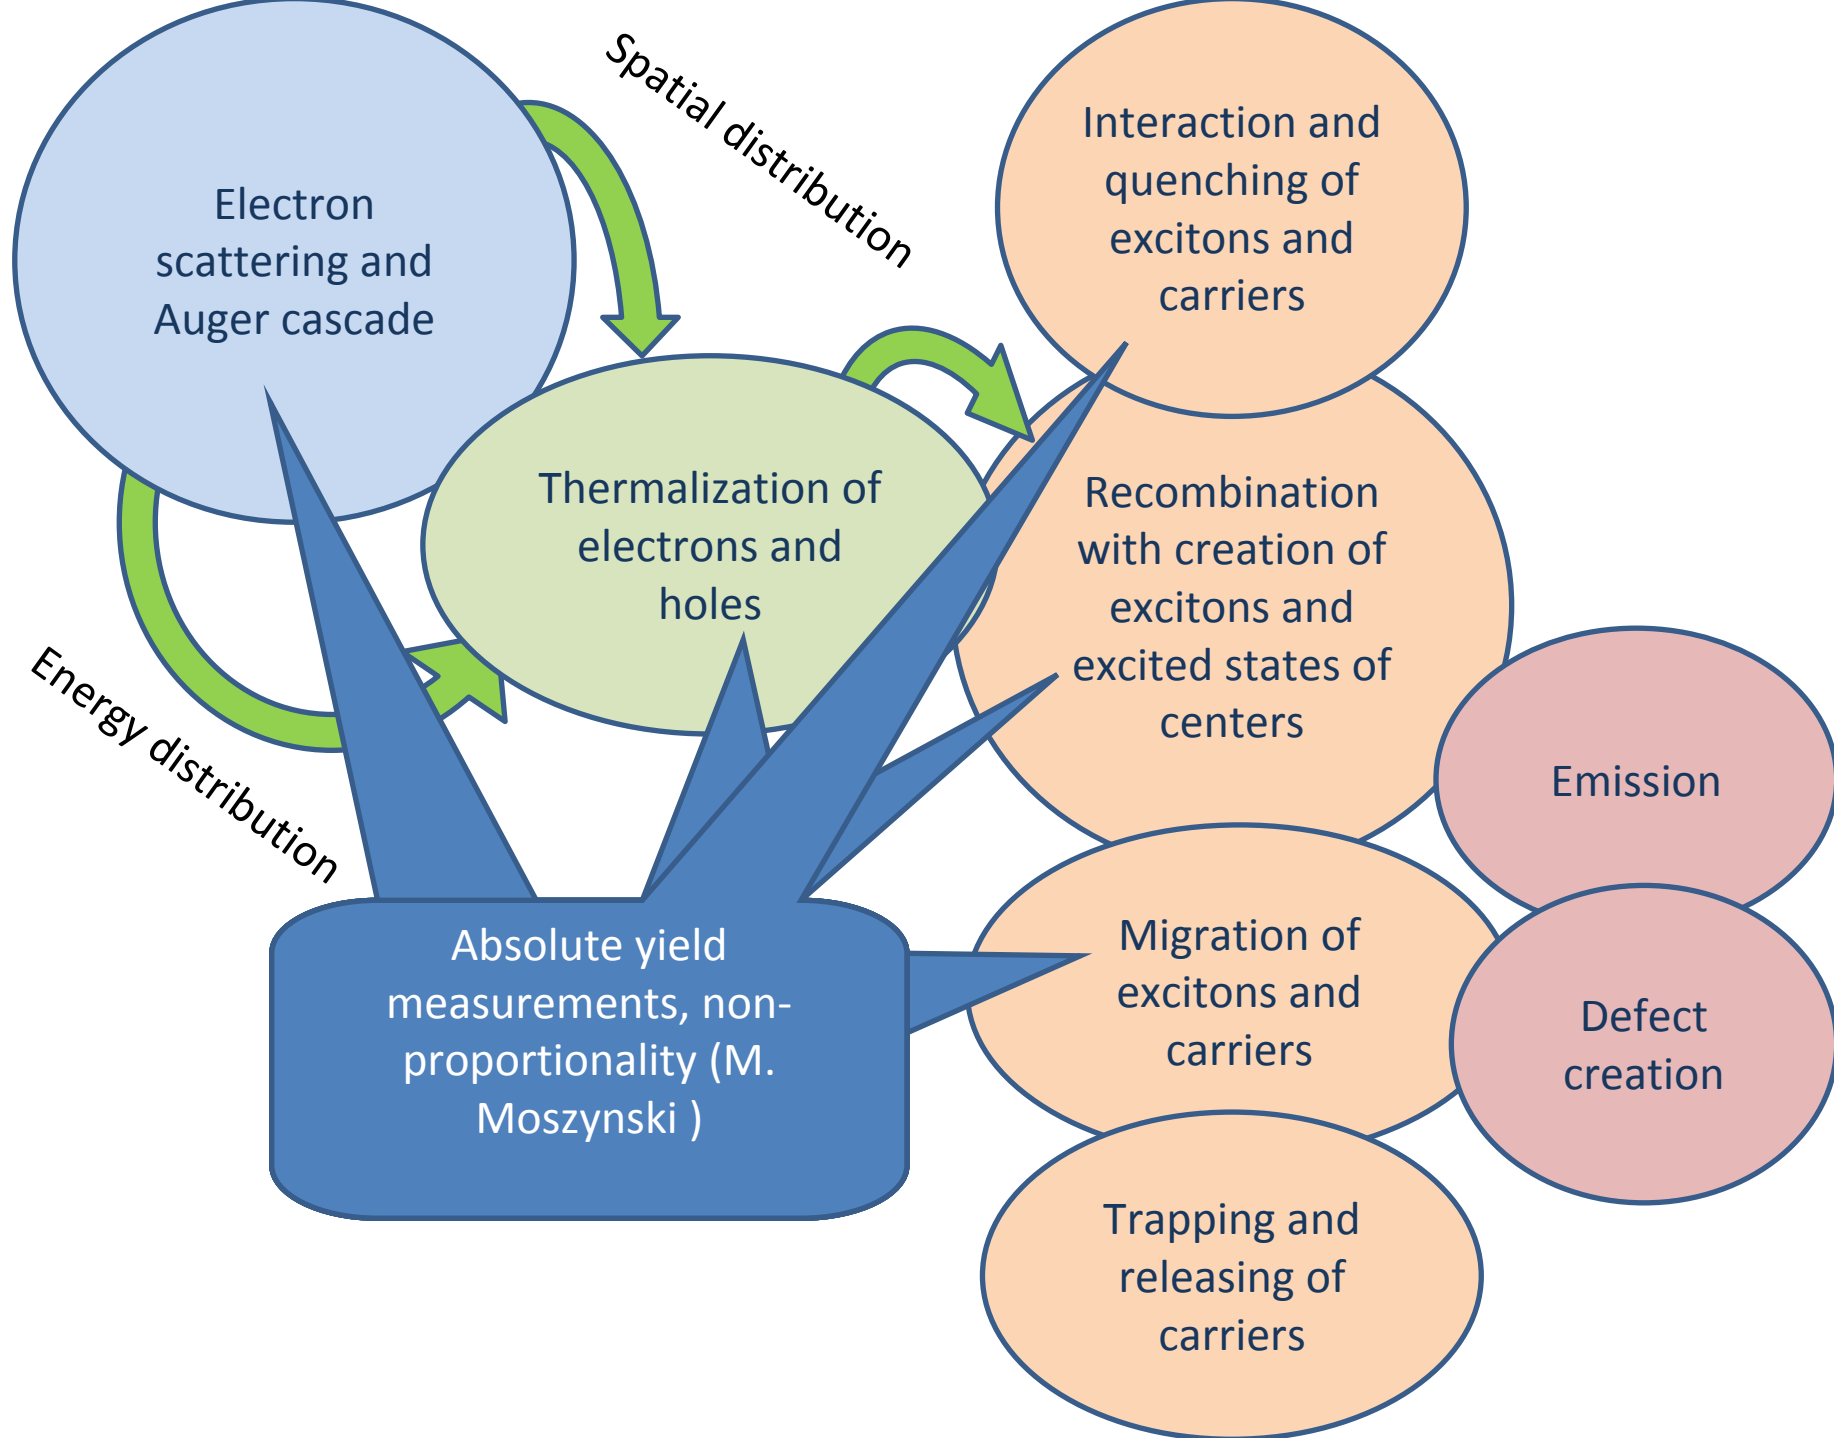 Electron
scattering and
Auger cascade
Spatial distribution
Interaction and
quenching of
excitons and
carriers
Thermalization of
electrons and
holes
Recombination
with creation of
excitons and
excited states of
centers
Energy distribution
Emission
Absolute yield
measurements, non-
proportionality (M.
Moszynski )
Migration of
excitons and
carriers
Defect
creation
Trapping and
releasing of
carriers